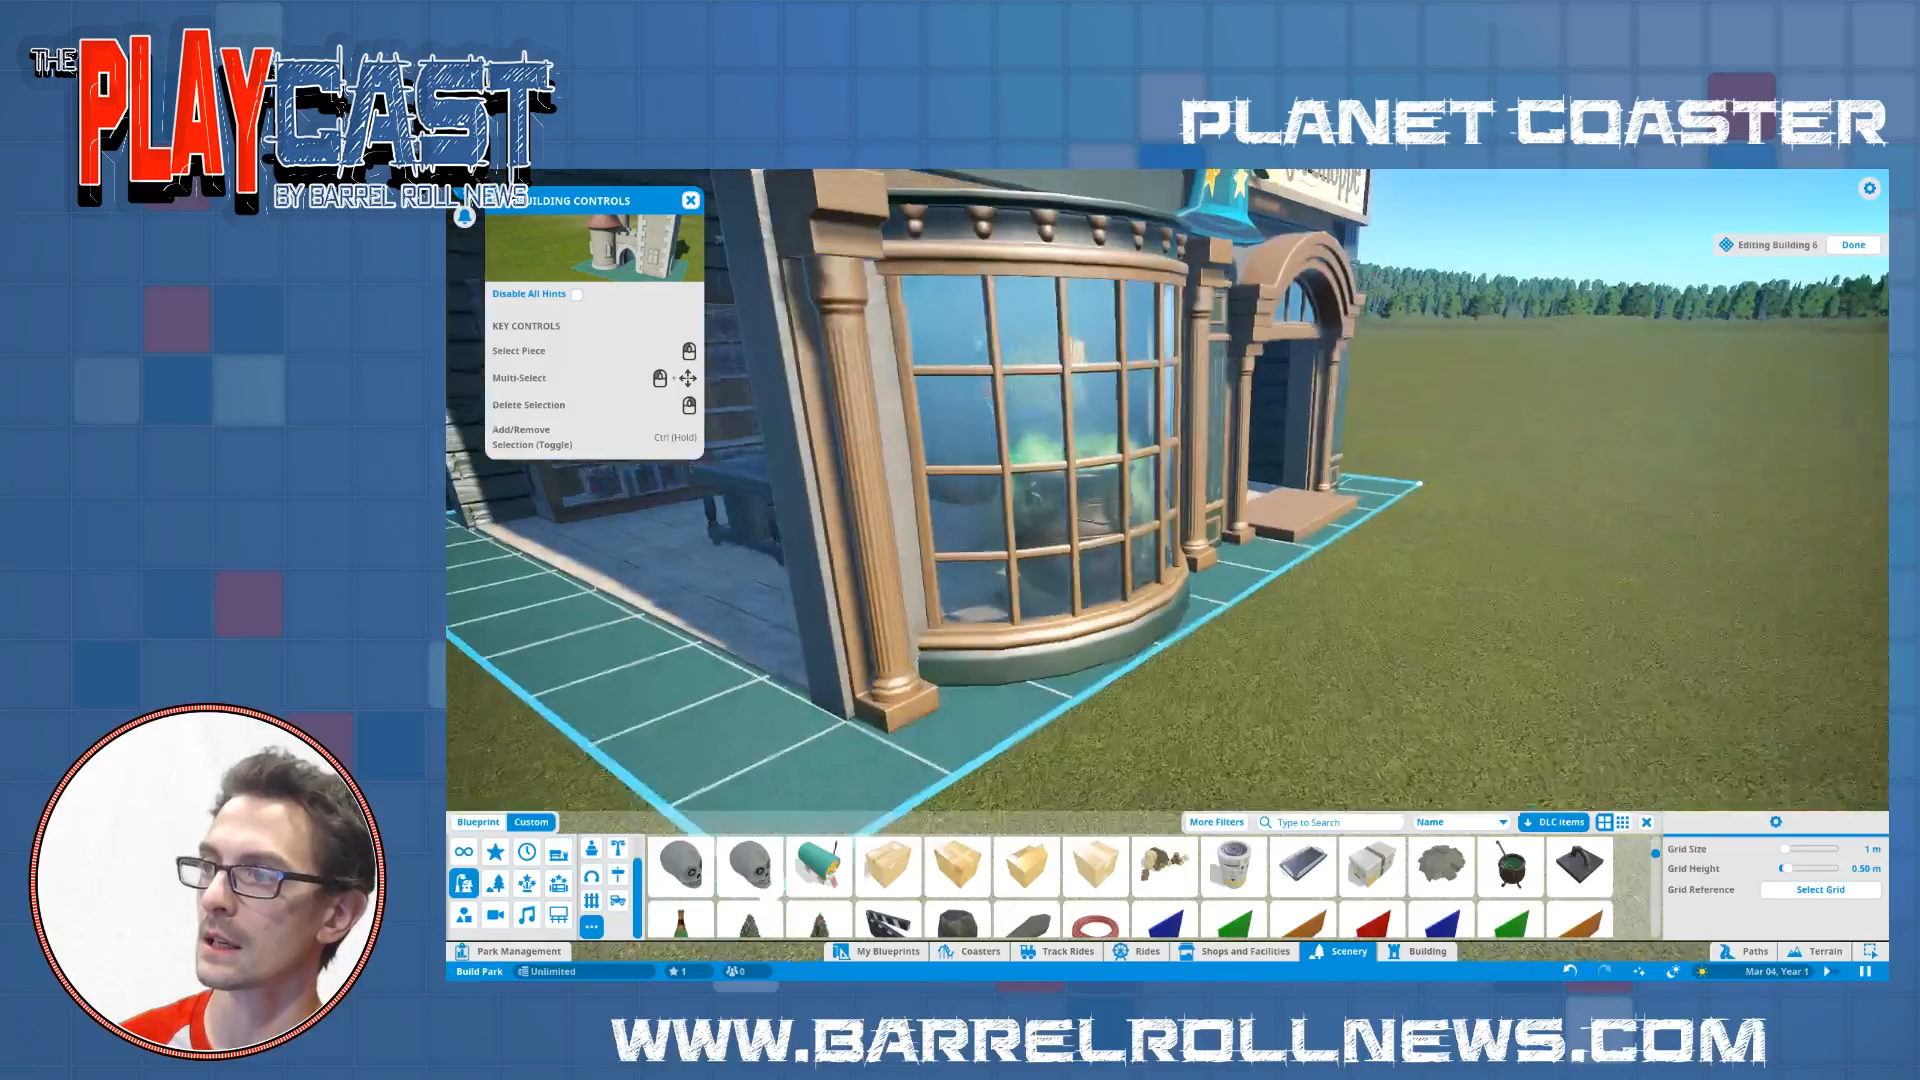 THE PLAYCAST
BY BARREL ROLL NEWS
PLANET COASTER
BUILDING CONTROLS
Disable All Hints
KEY CONTROLS
Select Piece
Multi-Select
Delete Selection
Add/Remove
Selection (Toggle)
Ctrl (Hold)
Editing Building 6
Done
Blueprint
Custom
More Filters
Type to Search
Name
DLC items
Grid Size
1 m
Grid Height
0.50 m
Grid Reference
Select Grid
Park Management
My Blueprints
Coasters
Track Rides
Rides
Shops and Facilities
Scenery
Building
Paths
Terrain
Build Park
Unlimited
1
0
Mar 04, Year 1
WWW.BARRELROLLNEWS.COM